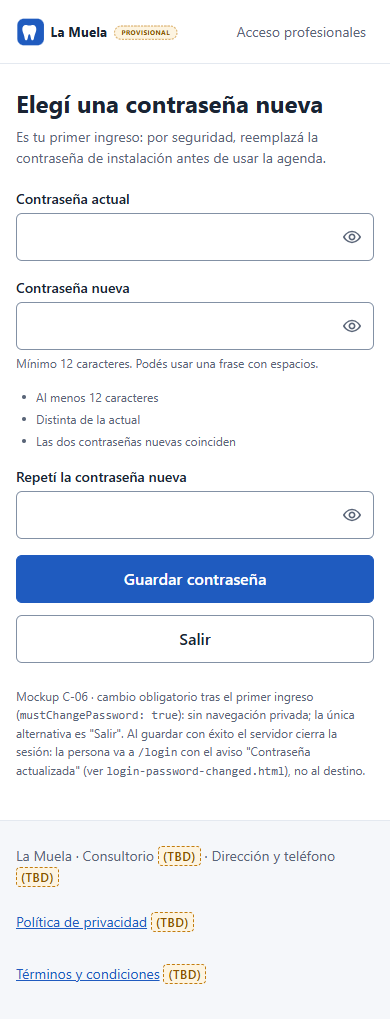 La Muela PROVISIONAL Acceso profesionales
Elegí una contraseña nueva
Es tu primer ingreso: por seguridad, reemplazá la
contraseña de instalación antes de usar la agenda.
Contraseña actual
Contraseña nueva
Mínimo 12 caracteres. Podés usar una frase con espacios.
• Al menos 12 caracteres
• Distinta de la actual
• Las dos contraseñas nuevas coinciden
Repetí la contraseña nueva
Guardar contraseña
Salir
Mockup C-06 · cambio obligatorio tras el primer ingreso
(mustChangePassword: true): sin navegación privada; la única
alternativa es "Salir". Al guardar con éxito el servidor cierra la
sesión: la persona va a /login con el aviso "Contraseña
actualizada" (ver login-password-changed.html), no al destino.
La Muela · Consultorio (TBD) · Dirección y teléfono
(TBD)
Política de privacidad (TBD)
Términos y condiciones (TBD)